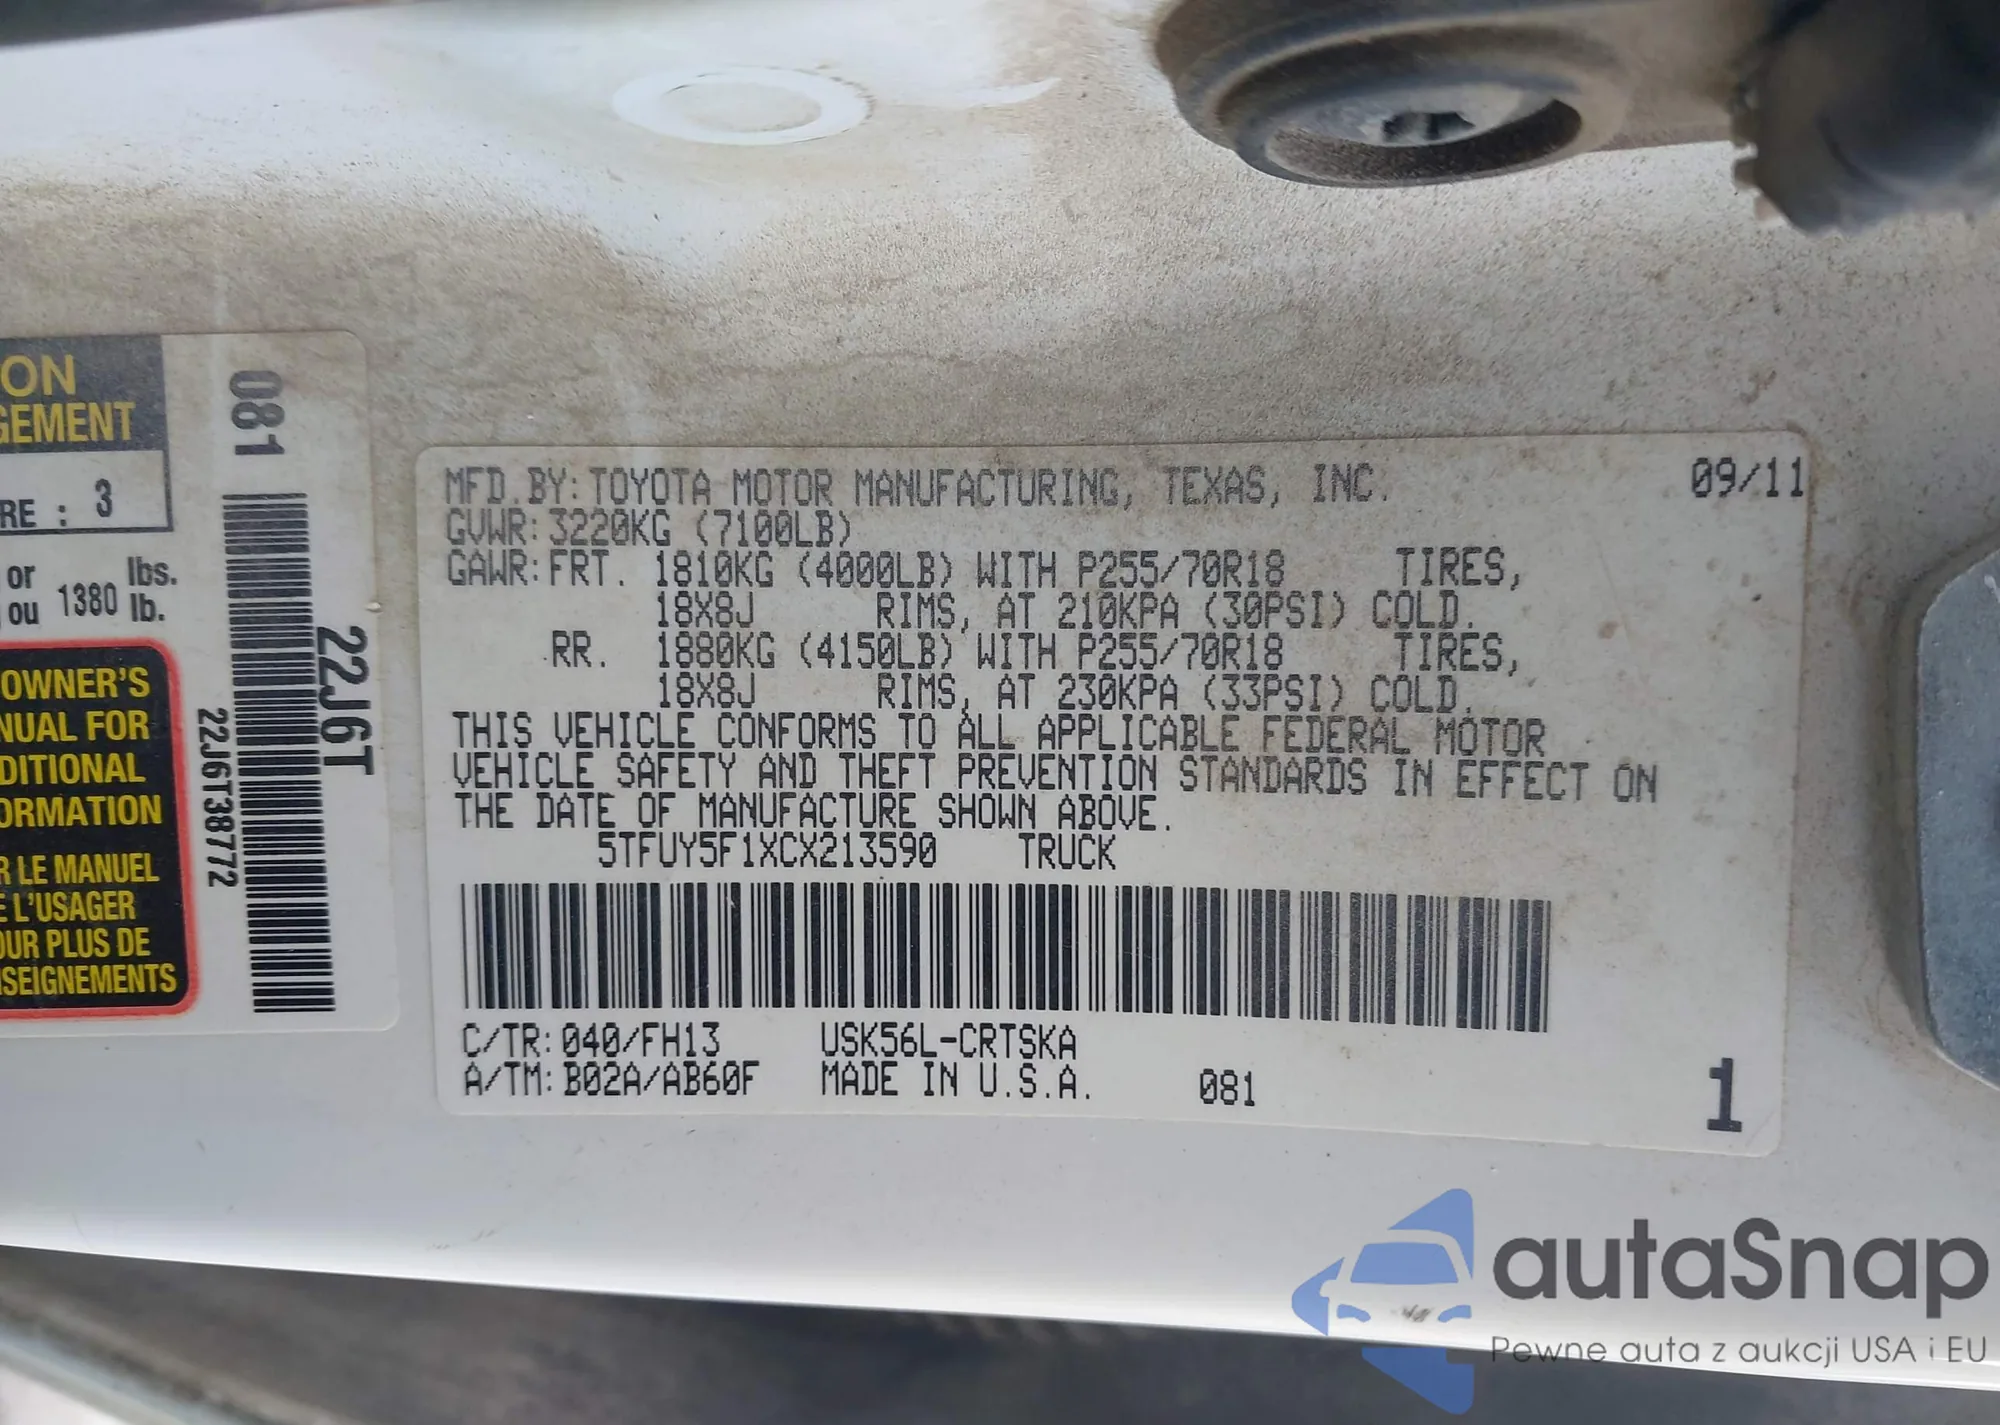 ON
GEMENT
RE : 3
or
ou 1380 lbs.
lb.
OWNER'S
NUAL FOR
DITIONAL
ORMATION
R LE MANUEL
E L'USAGER
OUR PLUS DE
NSEIGNEMENTS
081
22J6T
22J6T38772
MFD.BY:TOYOTA MOTOR MANUFACTURING, TEXAS, INC. 09/11
GVWR:3220KG (7100LB)
GAWR:FRT. 1810KG (4000LB) WITH P255/70R18 TIRES,
18X8J RIMS, AT 210KPA (30PSI) COLD.
RR. 1880KG (4150LB) WITH P255/70R18 TIRES,
18X8J RIMS, AT 230KPA (33PSI) COLD.
THIS VEHICLE CONFORMS TO ALL APPLICABLE FEDERAL MOTOR
VEHICLE SAFETY AND THEFT PREVENTION STANDARDS IN EFFECT ON
THE DATE OF MANUFACTURE SHOWN ABOVE.
5TFUY5F1XCX213590 TRUCK
C/TR:040/FH13 USK56L-CRTSKA
A/TM:B02A/AB60F MADE IN U.S.A. 081
1
autaSnap
Pewne auta z aukcji USA i EU